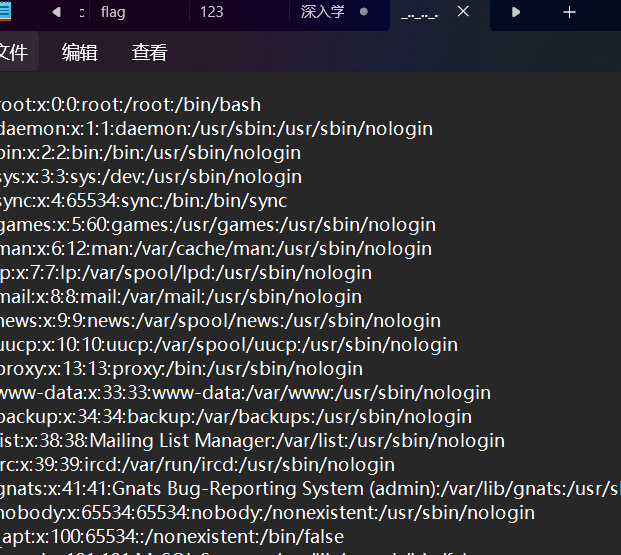 flag 123 深入学 _.._.._.
文件 编辑 查看
root:x:0:0:root:/root:/bin/bash
daemon:x:1:1:daemon:/usr/sbin:/usr/sbin/nologin
bin:x:2:2:bin:/bin:/usr/sbin/nologin
sys:x:3:3:sys:/dev:/usr/sbin/nologin
sync:x:4:65534:sync:/bin:/bin/sync
games:x:5:60:games:/usr/games:/usr/sbin/nologin
man:x:6:12:man:/var/cache/man:/usr/sbin/nologin
lp:x:7:7:lp:/var/spool/lpd:/usr/sbin/nologin
mail:x:8:8:mail:/var/mail:/usr/sbin/nologin
news:x:9:9:news:/var/spool/news:/usr/sbin/nologin
uucp:x:10:10:uucp:/var/spool/uucp:/usr/sbin/nologin
proxy:x:13:13:proxy:/bin:/usr/sbin/nologin
www-data:x:33:33:www-data:/var/www:/usr/sbin/nologin
backup:x:34:34:backup:/var/backups:/usr/sbin/nologin
list:x:38:38:Mailing List Manager:/var/list:/usr/sbin/nologin
irc:x:39:39:ircd:/var/run/ircd:/usr/sbin/nologin
gnats:x:41:41:Gnats Bug-Reporting System (admin):/var/lib/gnats:/usr/s
nobody:x:65534:65534:nobody:/nonexistent:/usr/sbin/nologin
_apt:x:100:65534::/nonexistent:/bin/false